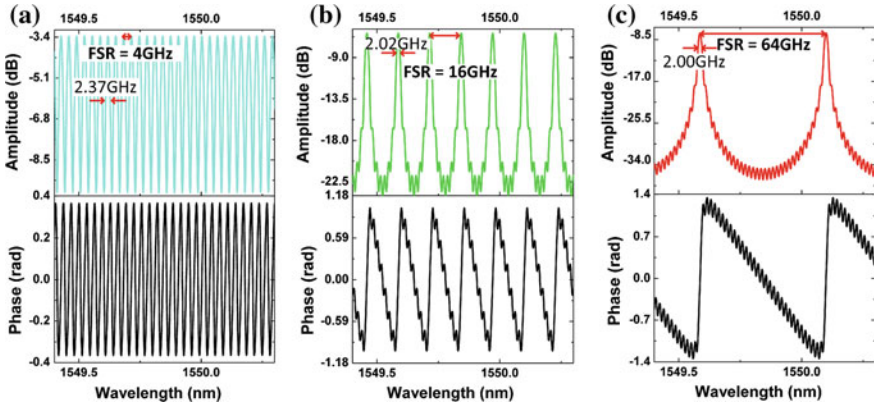 (a)
1549.5 1550.0
-3.4
-5.1
-6.8
-8.5
Amplitude (dB)
FSR = 4GHz
2.37GHz
0.4
0.2
0.0
-0.2
-0.4
Phase (rad)
1549.5 1550.0
Wavelength (nm)
(b)
1549.5 1550.0
-9.0
-13.5
-18.0
-22.5
Amplitude (dB)
2.02GHz
FSR = 16GHz
1.18
0.59
0.00
-0.59
-1.18
Phase (rad)
1549.5 1550.0
Wavelength (nm)
(c)
1549.5 1550.0
-8.5
-17.0
-25.5
-34.0
Amplitude (dB)
FSR = 64GHz
2.00GHz
1.4
0.7
0.0
-0.7
-1.4
Phase (rad)
1549.5 1550.0
Wavelength (nm)